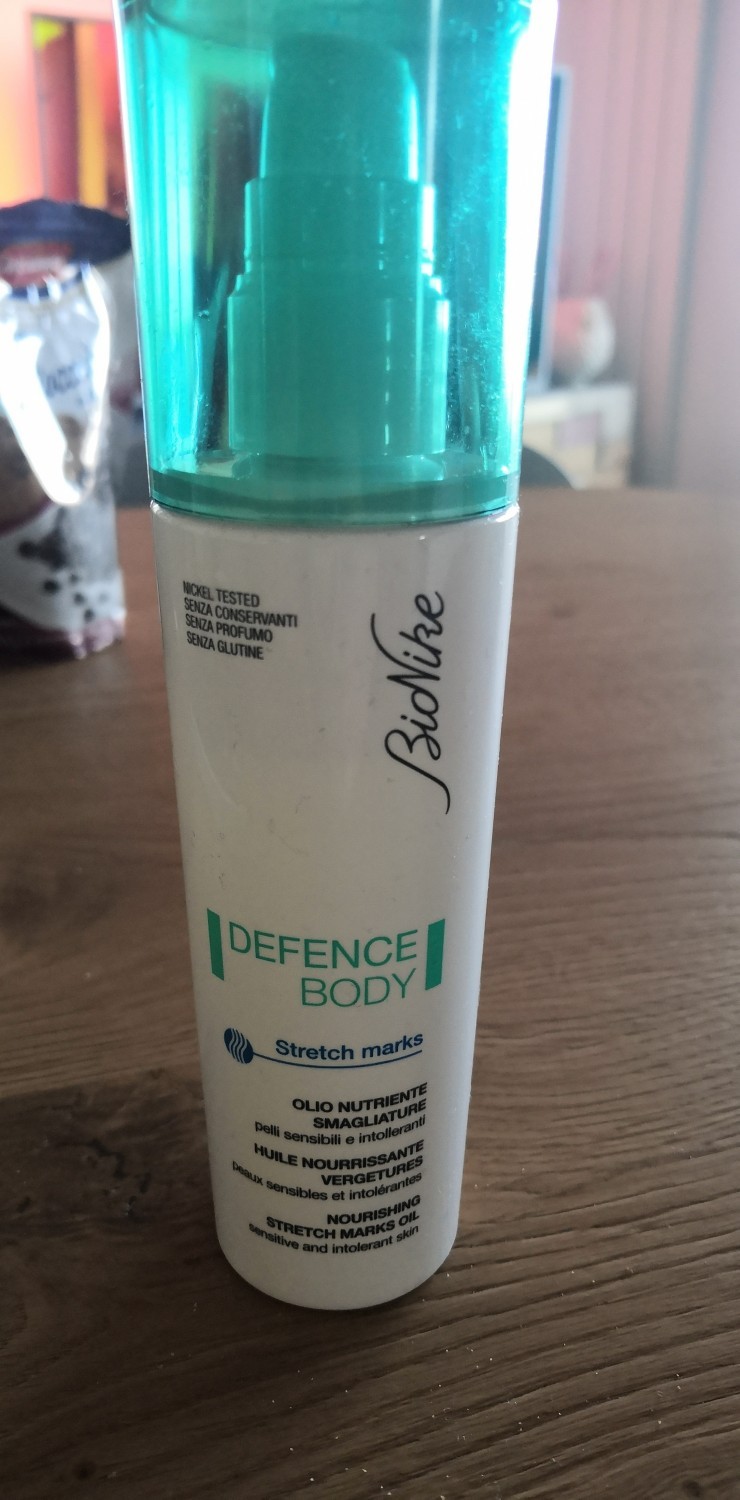 NICKEL TESTED
SENZA CONSERVANTI
SENZA PROFUMO
SENZA GLUTINE
BioNike
DEFENCE
BODY
Stretch marks
OLIO NUTRIENTE
SMAGLIATURE
pelli sensibili e intolleranti
HUILE NOURRISSANTE
VERGETURES
peaux sensibles et intolérantes
NOURISHING
STRETCH MARKS OIL
sensitive and intolerant skin